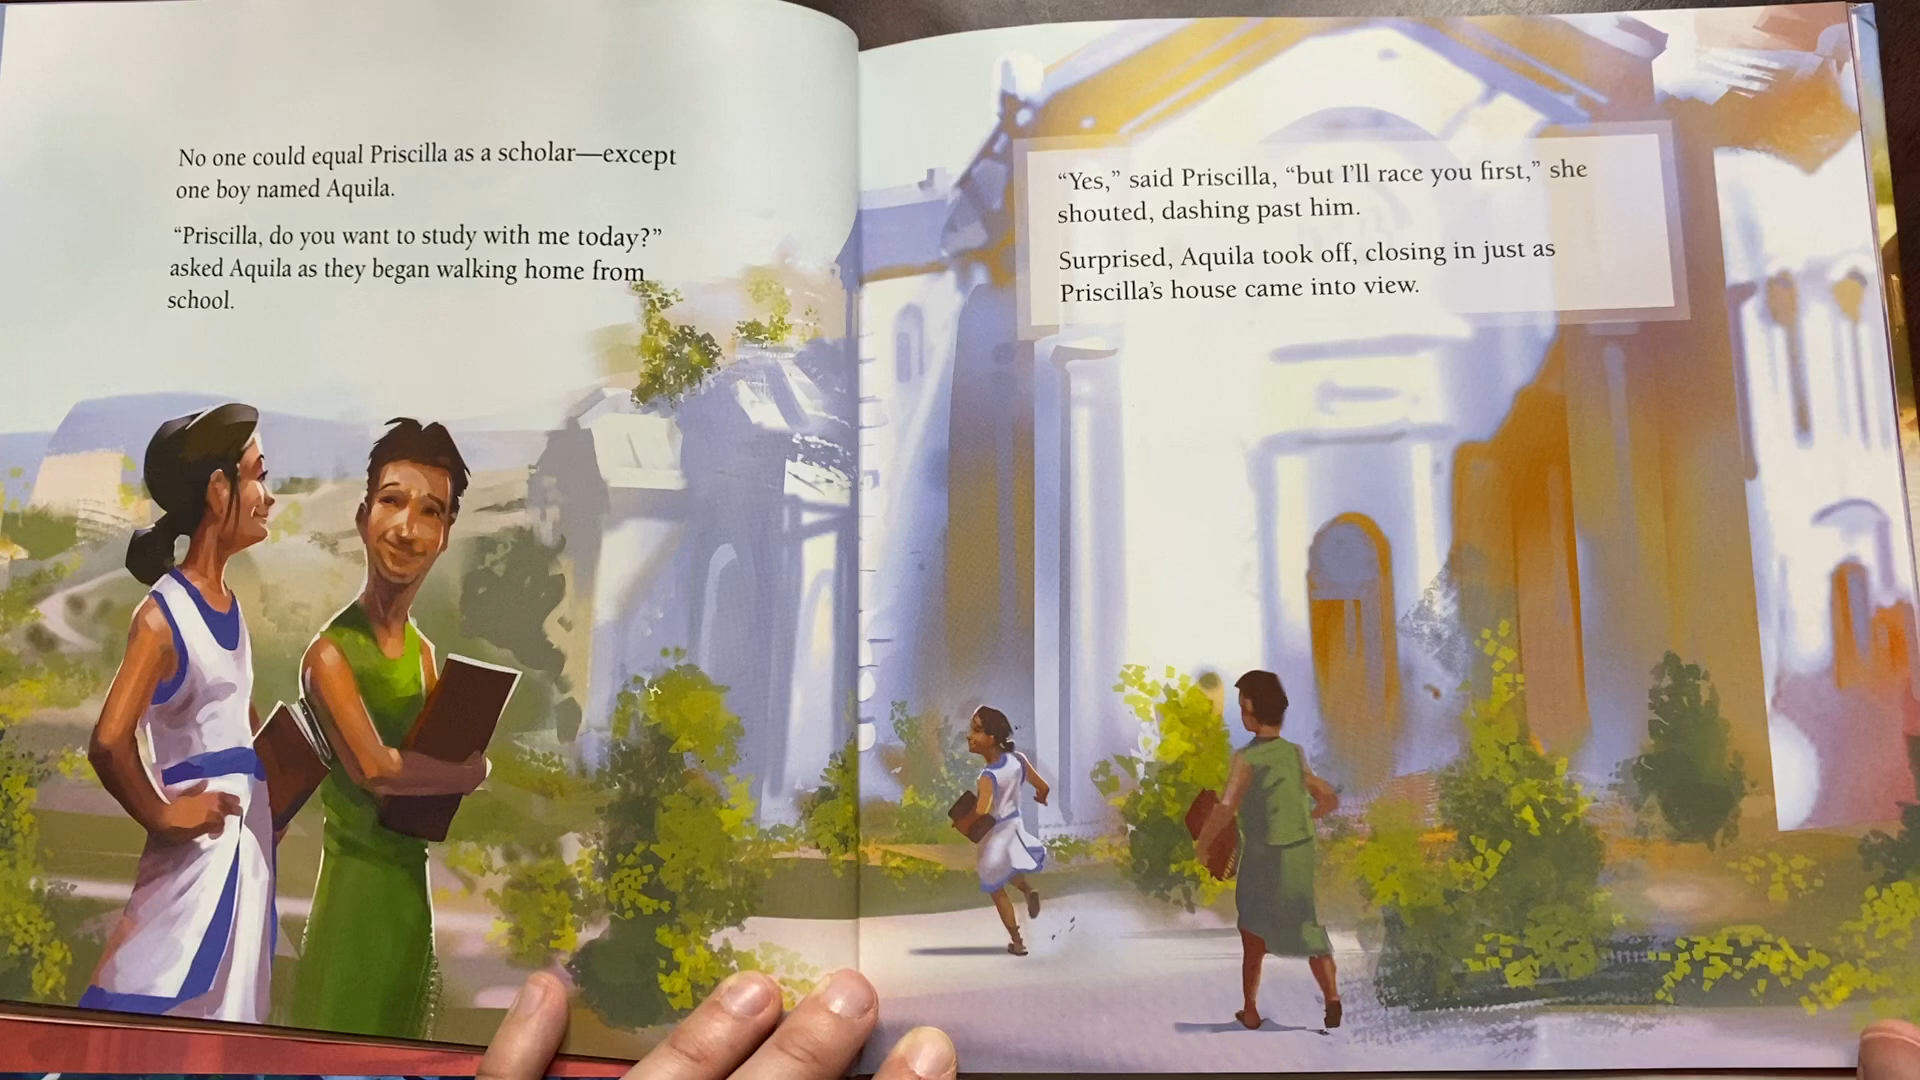 No one could equal Priscilla as a scholar—except
one boy named Aquila.
“Priscilla, do you want to study with me today?”
asked Aquila as they began walking home from
school.
“Yes,” said Priscilla, “but I’ll race you first,” she
shouted, dashing past him.
Surprised, Aquila took off, closing in just as
Priscilla’s house came into view.